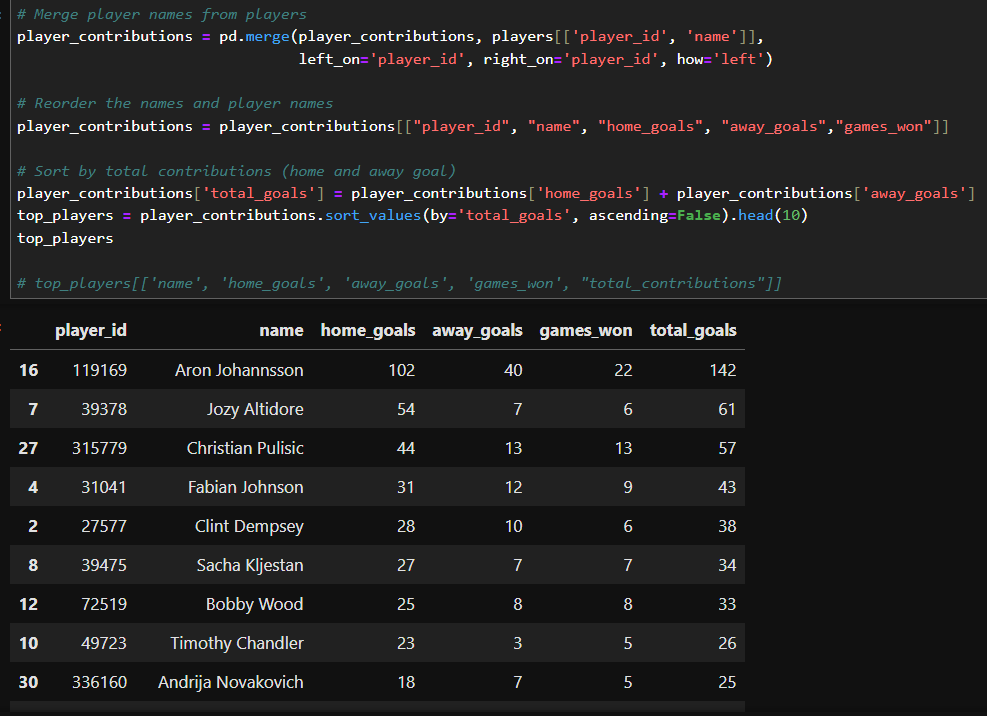 # Merge player names from players
player_contributions = pd.merge(player_contributions, players[['player_id', 'name']],
left_on='player_id', right_on='player_id', how='left')
# Reorder the names and player names
player_contributions = player_contributions[["player_id", "name", "home_goals", "away_goals","games_won"]]
# Sort by total contributions (home and away goal)
player_contributions['total_goals'] = player_contributions['home_goals'] + player_contributions['away_goals']
top_players = player_contributions.sort_values(by='total_goals', ascending=False).head(10)
top_players
# top_players[['name', 'home_goals', 'away_goals', 'games_won', "total_contributions"]]
player_id name home_goals away_goals games_won total_goals
16 119169 Aron Johannsson 102 40 22 142
7 39378 Jozy Altidore 54 7 6 61
27 315779 Christian Pulisic 44 13 13 57
4 31041 Fabian Johnson 31 12 9 43
2 27577 Clint Dempsey 28 10 6 38
8 39475 Sacha Kljestan 27 7 7 34
12 72519 Bobby Wood 25 8 8 33
10 49723 Timothy Chandler 23 3 5 26
30 336160 Andrija Novakovich 18 7 5 25